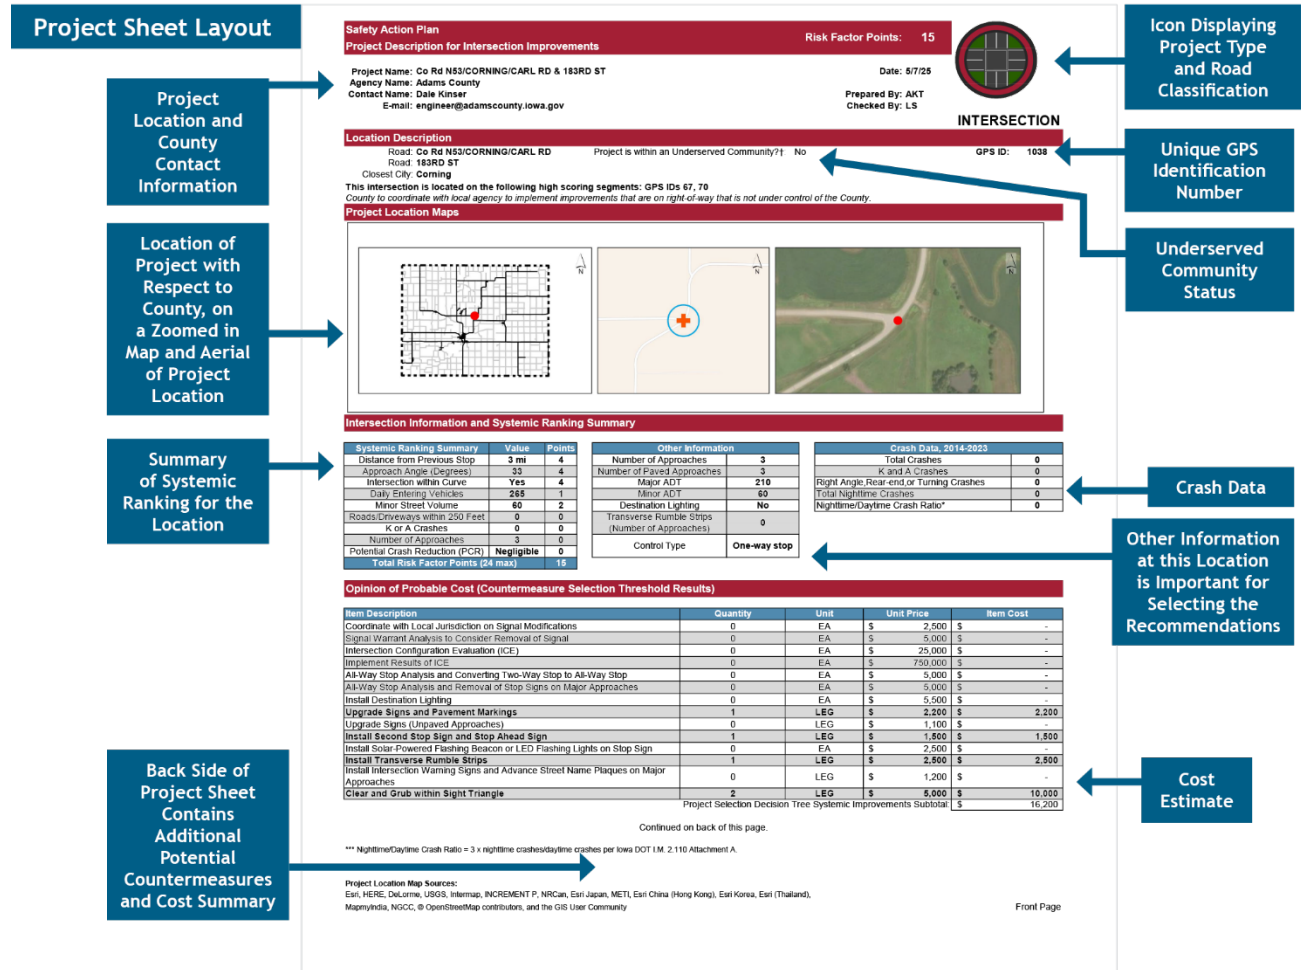 Project Sheet Layout
Project
Location and
County
Contact
Information
Location of
Project with
Respect to
County, on
a Zoomed in
Map and Aerial
of Project
Location
Summary
of Systemic
Ranking for the
Location
Back Side of
Project Sheet
Contains
Additional
Potential
Countermeasures
and Cost Summary
Safety Action Plan
Project Description for Intersection Improvements
Risk Factor Points: 15
Project Name: Co Rd N53/CORNING/CARL RD & 183RD ST
Agency Name: Adams County
Contact Name: Dale Kinser
E-mail: engineer@adamscounty.iowa.gov
Date: 5/7/25
Prepared By: AKT
Checked By: LS
INTERSECTION
Location Description
Road: Co Rd N53/CORNING/CARL RD Project is within an Underserved Community?† No GPS ID: 1038
Road: 183RD ST
Closest City: Corning
This intersection is located on the following high scoring segments: GPS IDs 67, 70
County to coordinate with local agency to implement improvements that are on right-of-way that is not under control of the County.
Project Location Maps
N
N
N
Intersection Information and Systemic Ranking Summary
Systemic Ranking Summary Value Points
Distance from Previous Stop 3 mi 4
Approach Angle (Degrees) 33 4
Intersection within Curve Yes 4
Daily Entering Vehicles 265 1
Minor Street Volume 60 2
Roads/Driveways within 250 Feet 0 0
K or A Crashes 0 0
Number of Approaches 3 0
Potential Crash Reduction (PCR) Negligible 0
Total Risk Factor Points (24 max) 15
Other Information
Number of Approaches 3
Number of Paved Approaches 3
Major ADT 210
Minor ADT 60
Destination Lighting No
Transverse Rumble Strips
(Number of Approaches) 0
Control Type One-way stop
Crash Data, 2014-2023
Total Crashes 0
K and A Crashes 0
Right Angle,Rear-end,or Turning Crashes 0
Total Nighttime Crashes 0
Nighttime/Daytime Crash Ratio* 0
Opinion of Probable Cost (Countermeasure Selection Threshold Results)
Item Description Quantity Unit Unit Price Item Cost
Coordinate with Local Jurisdiction on Signal Modifications 0 EA $ 2,500 $ -
Signal Warrant Analysis to Consider Removal of Signal 0 EA $ 5,000 $ -
Intersection Configuration Evaluation (ICE) 0 EA $ 25,000 $ -
Implement Results of ICE 0 EA $ 750,000 $ -
All-Way Stop Analysis and Converting Two-Way Stop to All-Way Stop 0 EA $ 5,000 $ -
All-Way Stop Analysis and Removal of Stop Signs on Major Approaches 0 EA $ 5,000 $ -
Install Destination Lighting 0 EA $ 5,500 $ -
Upgrade Signs and Pavement Markings 1 LEG $ 2,200 $ 2,200
Upgrade Signs (Unpaved Approaches) 0 LEG $ 1,100 $ -
Install Second Stop Sign and Stop Ahead Sign 1 LEG $ 1,500 $ 1,500
Install Solar-Powered Flashing Beacon or LED Flashing Lights on Stop Sign 0 EA $ 2,500 $ -
Install Transverse Rumble Strips 1 LEG $ 2,500 $ 2,500
Install Intersection Warning Signs and Advance Street Name Plaques on Major
Approaches 0 LEG $ 1,200 $ -
Clear and Grub within Sight Triangle 2 LEG $ 5,000 $ 10,000
Project Selection Decision Tree Systemic Improvements Subtotal: $ 16,200
Continued on back of this page.
*** Nighttime/Daytime Crash Ratio = 3 x nighttime crashes/daytime crashes per Iowa DOT I.M. 2.110 Attachment A.
Project Location Map Sources:
Esri, HERE, DeLorme, USGS, Intermap, INCREMENT P, NRCan, Esri Japan, METI, Esri China (Hong Kong), Esri Korea, Esri (Thailand),
MapmyIndia, NGCC, © OpenStreetMap contributors, and the GIS User Community
Front Page
Icon Displaying
Project Type
and Road
Classification
Unique GPS
Identification
Number
Underserved
Community
Status
Crash Data
Other Information
at this Location
is Important for
Selecting the
Recommendations
Cost
Estimate